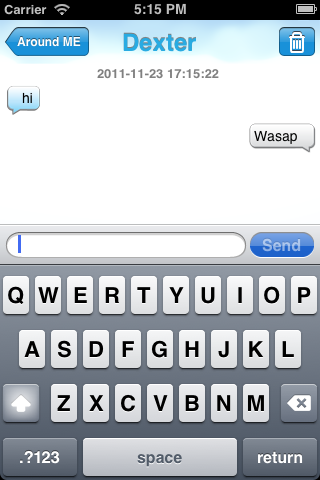 Carrier 5:15 PM
Around ME Dexter
2011-11-23 17:15:22
hi
Wasap
Send
Q W E R T Y U I O P
A S D F G H J K L
Z X C V B N M
.?123 space return